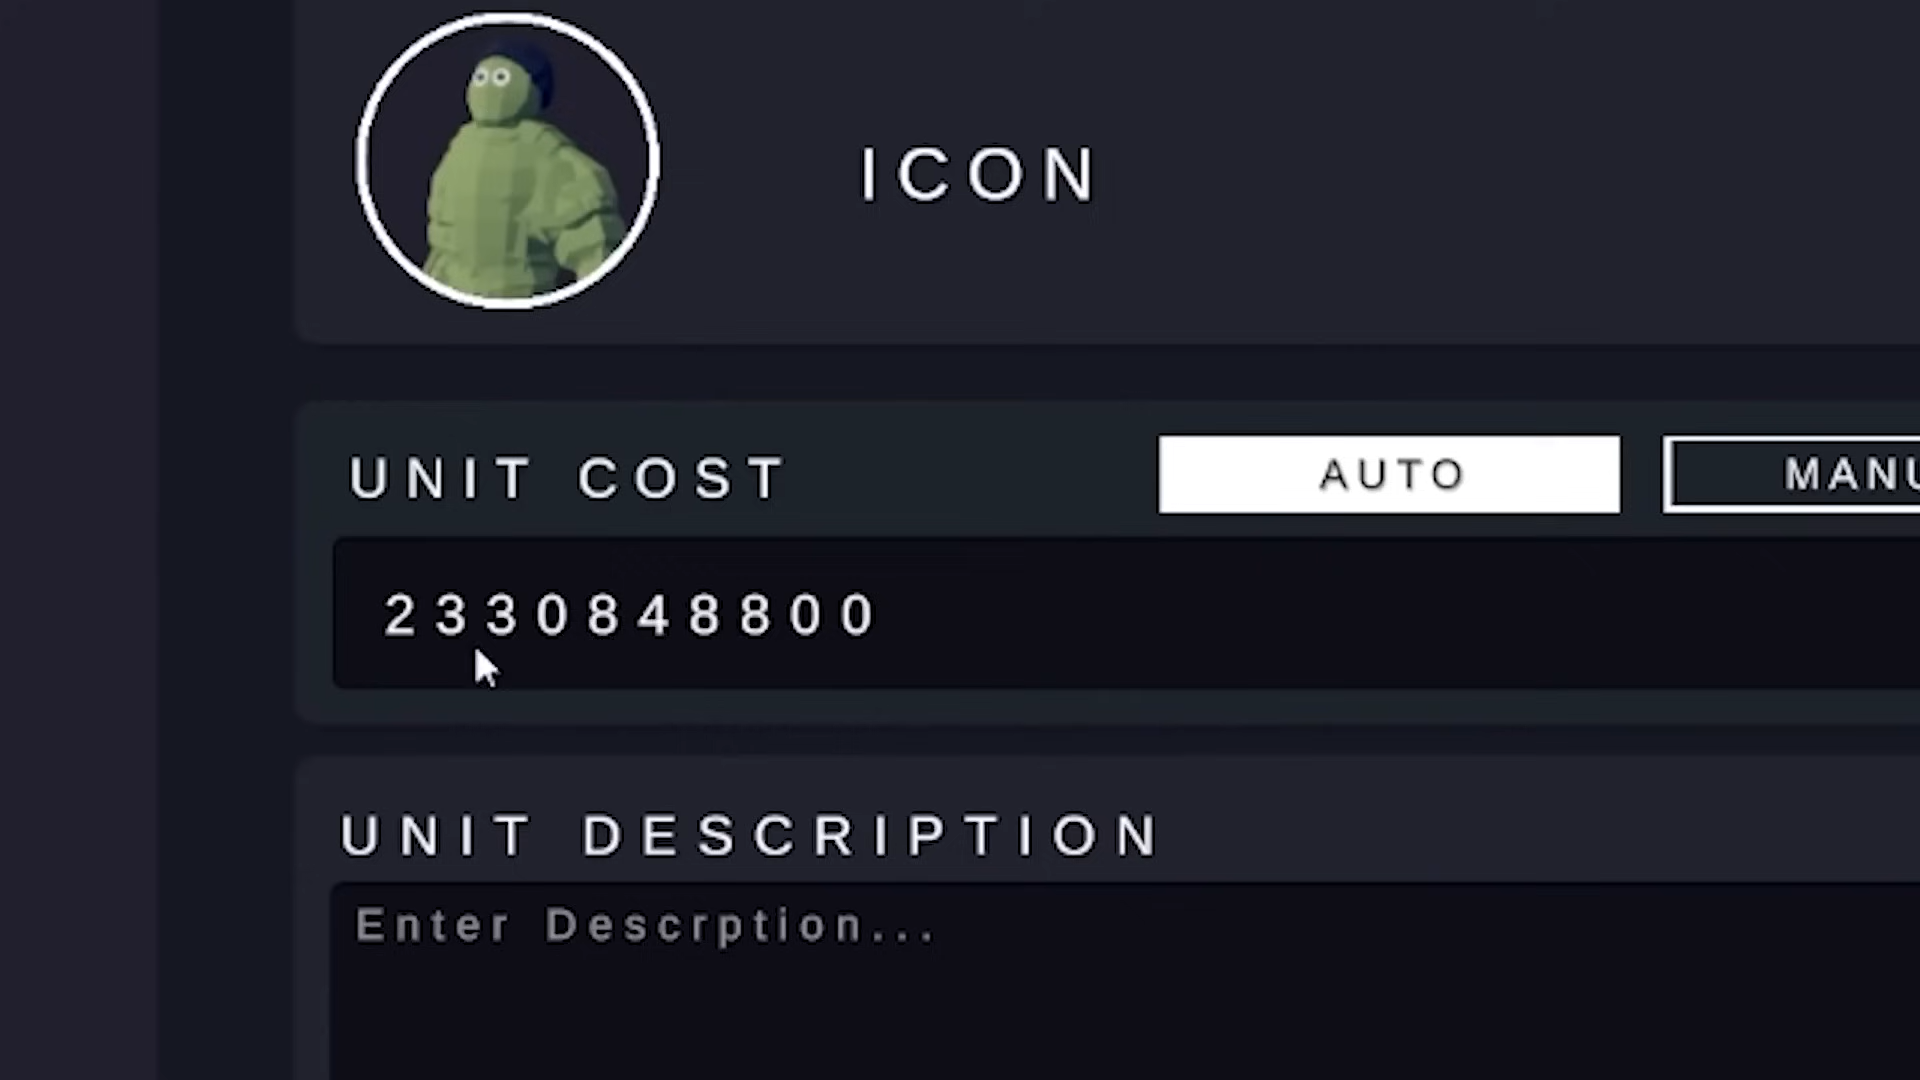 ICON
UNIT COST
AUTO
MANU
2330848800
UNIT DESCRIPTION
Enter Descrption...